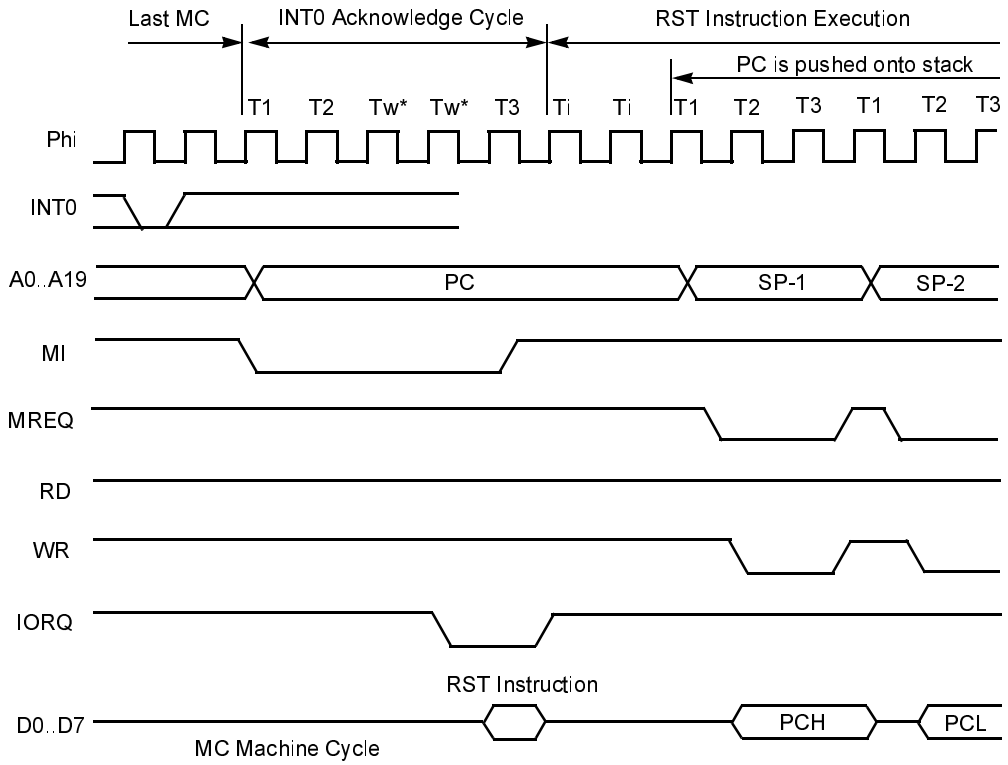 Last MC INT0 Acknowledge Cycle RST Instruction Execution
PC is pushed onto stack
T1 T2 Tw* Tw* T3 Ti Ti T1 T2 T3 T1 T2 T3
Phi
INT0
A0..A19 PC SP-1 SP-2
MI
MREQ
RD
WR
IORQ
RST Instruction
D0..D7 PCH PCL
MC Machine Cycle